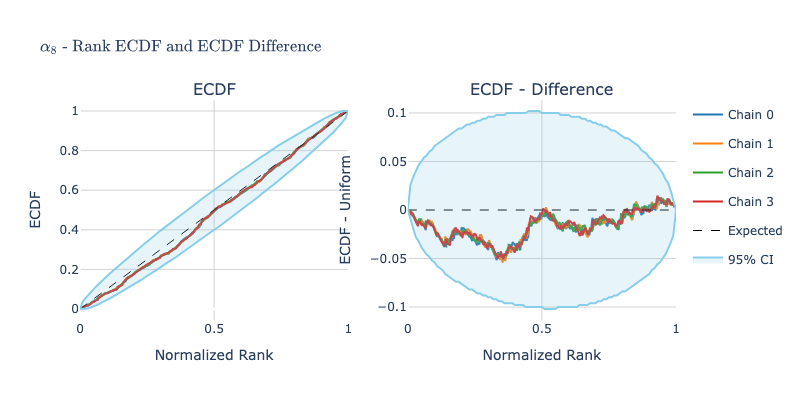 α₈ - Rank ECDF and ECDF Difference
ECDF
ECDF
1
0.8
0.6
0.4
0.2
0
0
0.5
1
Normalized Rank
ECDF - Difference
ECDF - Uniform
0.1
0.05
0
−0.05
−0.1
0
0.5
1
Normalized Rank
Chain 0
Chain 1
Chain 2
Chain 3
Expected
95% CI